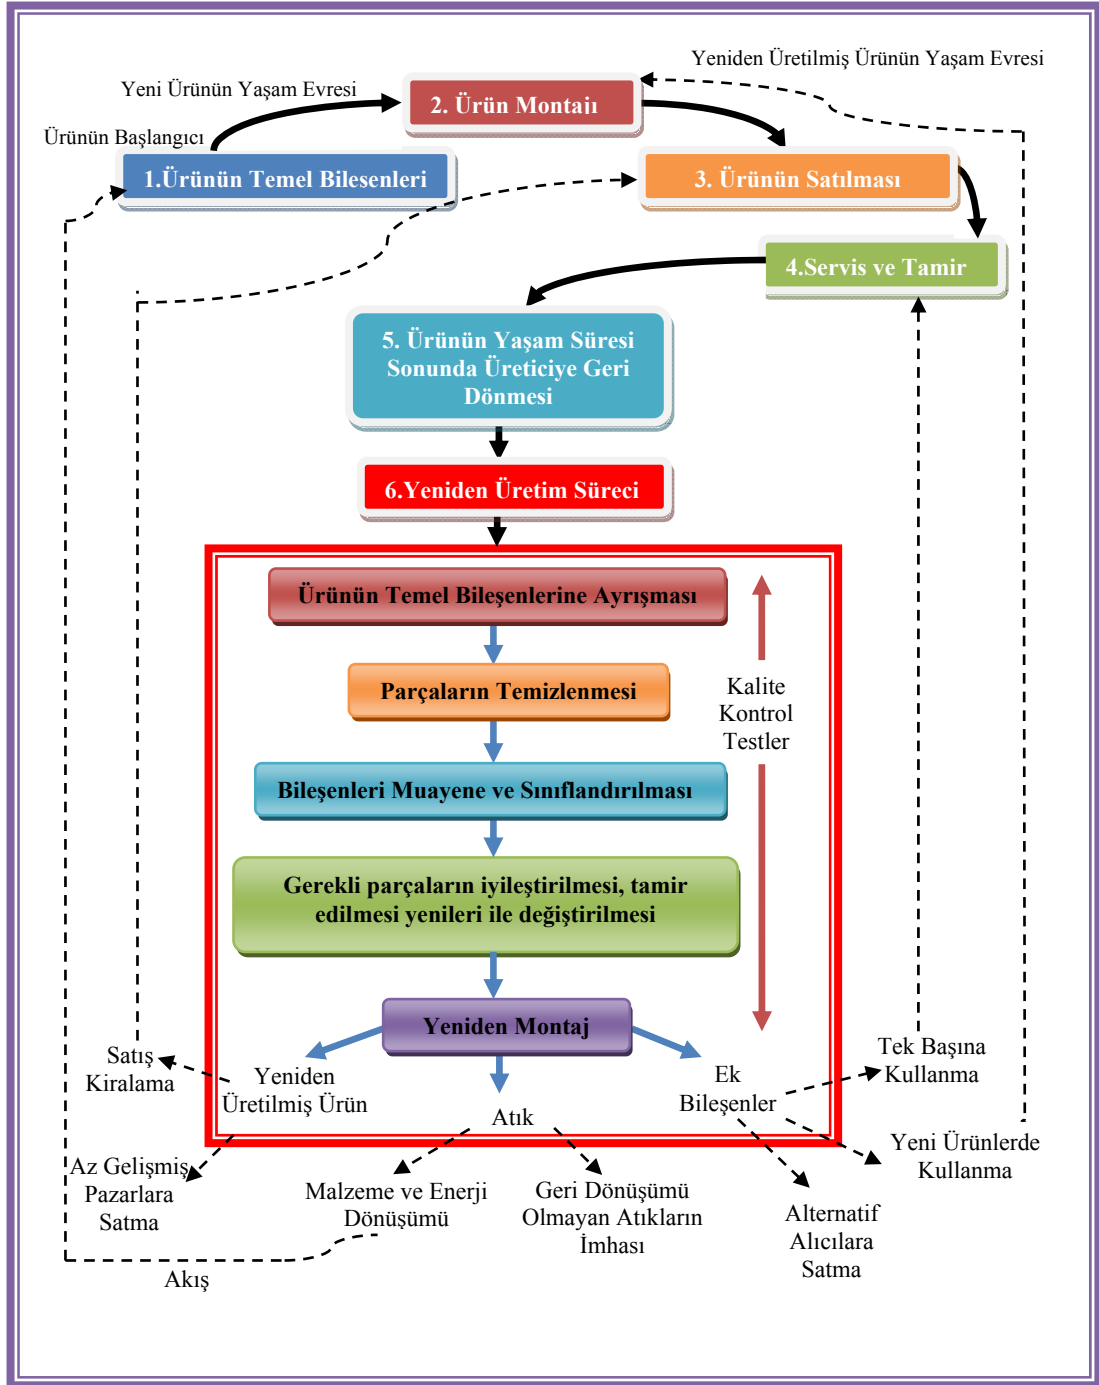 Yeniden Üretilmiş Ürünün Yaşam Evresi
Yeni Ürünün Yaşam Evresi
2. Ürün Montajı
Ürünün Başlangıcı
1.Ürünün Temel Bilesenleri
3. Ürünün Satılması
4.Servis ve Tamir
5. Ürünün Yaşam Süresi
Sonunda Üreticiye Geri
Dönmesi
6.Yeniden Üretim Süreci
Ürünün Temel Bileşenlerine Ayrışması
Parçaların Temizlenmesi
Kalite
Kontrol
Testler
Bileşenleri Muayene ve Sınıflandırılması
Gerekli parçaların iyileştirilmesi, tamir
edilmesi yenileri ile değiştirilmesi
Yeniden Montaj
Satış
Kiralama
Yeniden
Üretilmiş Ürün
Atık
Ek
Bileşenler
Tek Başına
Kullanma
Yeni Ürünlerde
Kullanma
Az Gelişmiş
Pazarlara
Satma
Malzeme ve Enerji
Dönüşümü
Geri Dönüşümü
Olmayan Atıkların
İmhası
Alternatif
Alıcılara
Satma
Akış